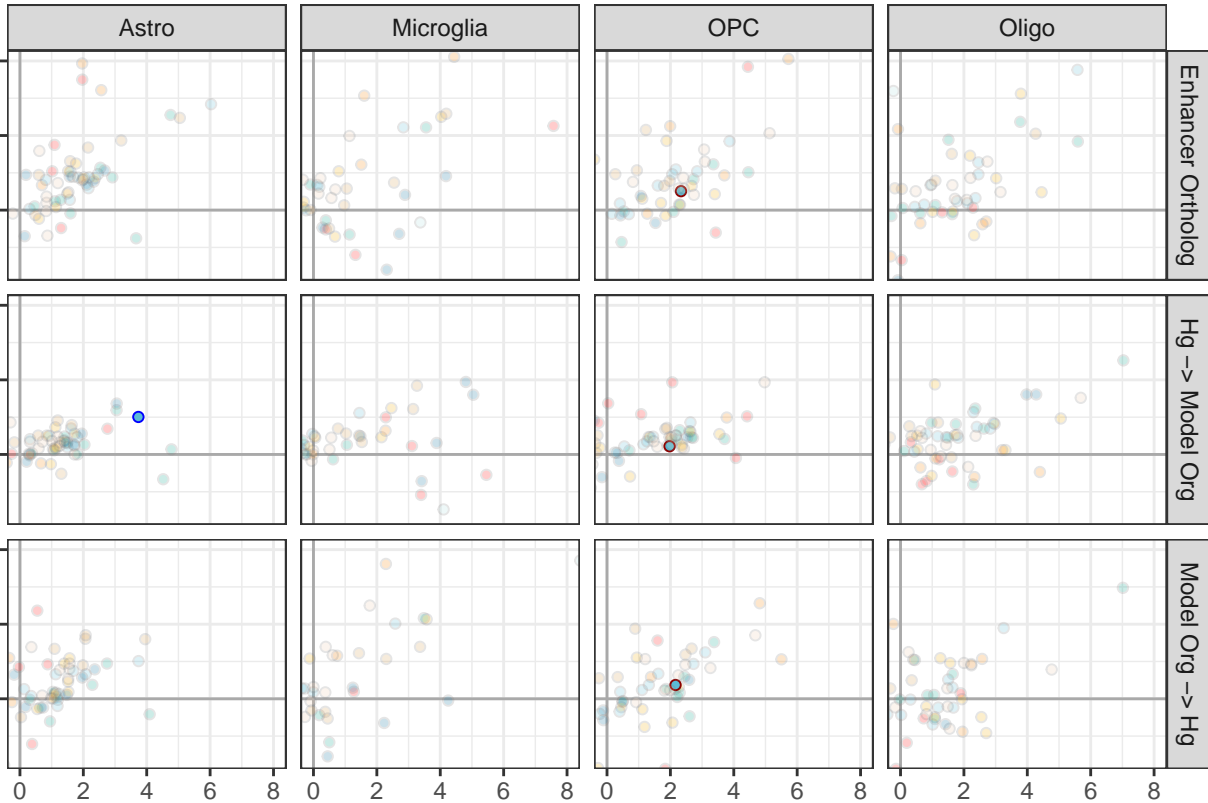 Astro Microglia OPC Oligo
Enhancer Ortholog
Hg −> Model Org
Model Org −> Hg
0 2 4 6 8 0 2 4 6 8 0 2 4 6 8 0 2 4 6 8